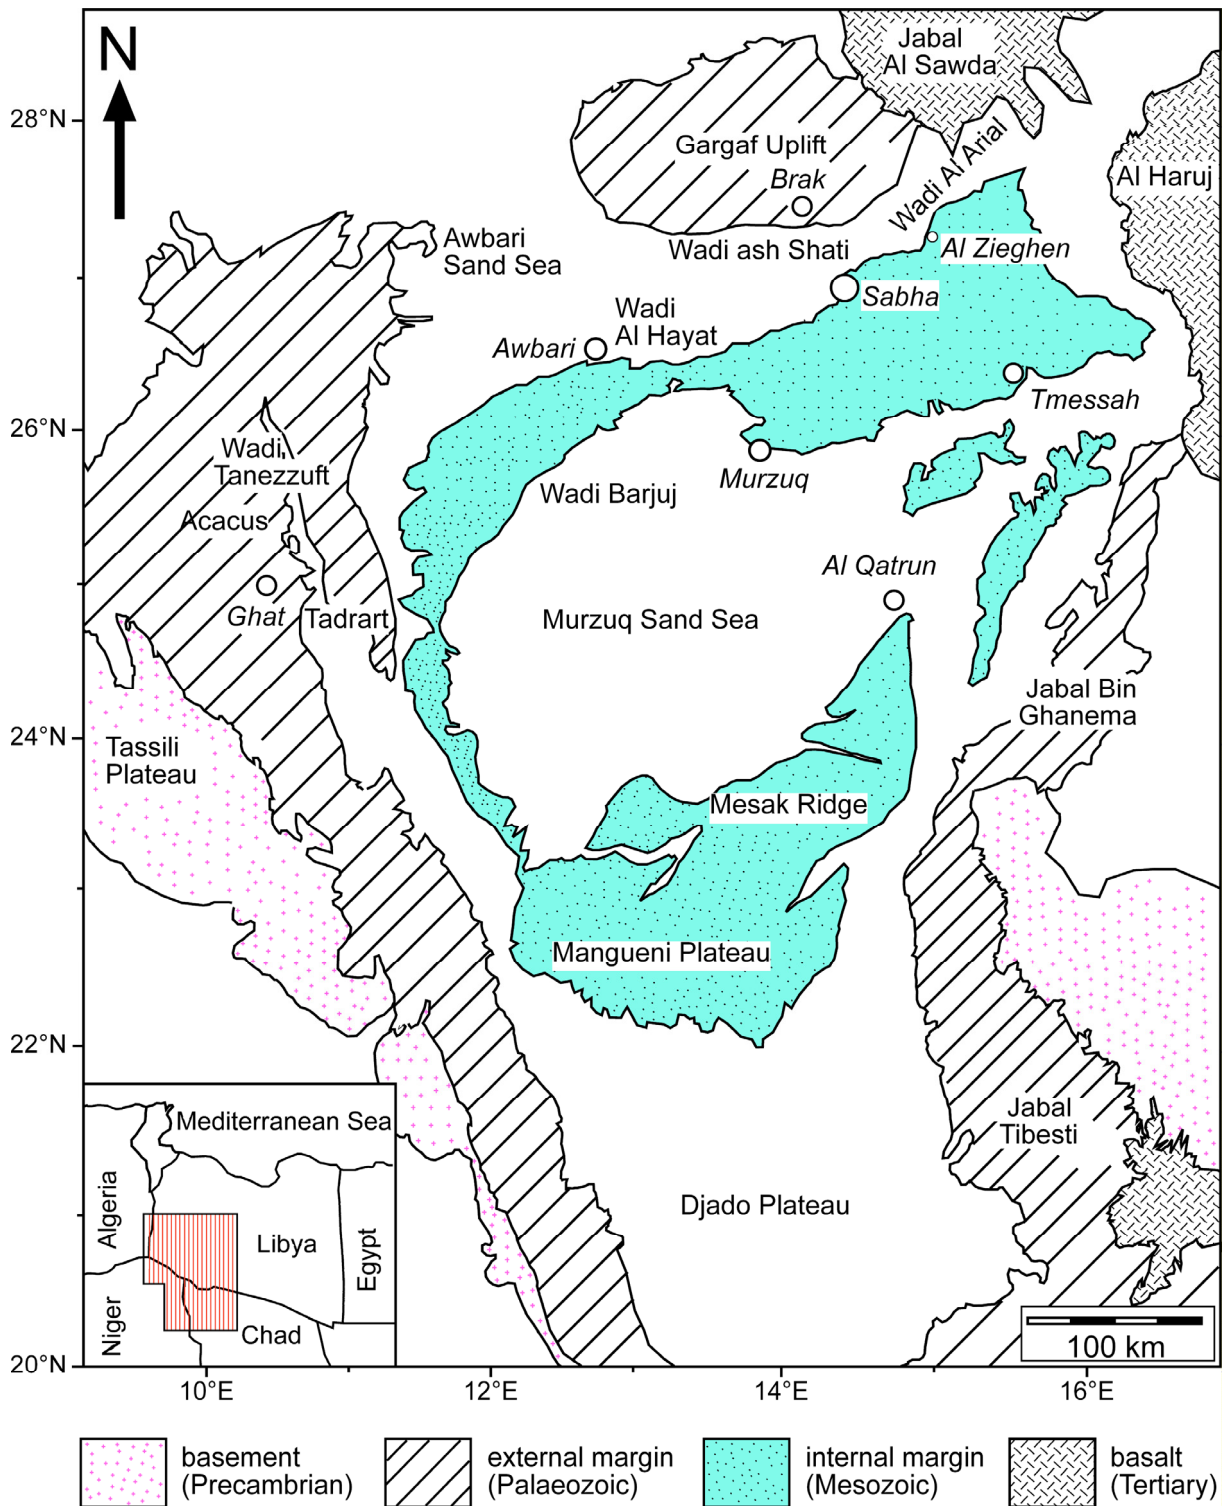 N
Jabal
Al Sawda
28°N
Gargaf Uplift
Brak
Wadi Al Arial
Al Haruj
Awbari
Sand Sea
Wadi ash Shati
Al Zieghen
Sabha
Wadi
Al Hayat
Awbari
Tmessah
26°N
Wadi
Tanezzuft
Murzuq
Wadi Barjuj
Acacus
Al Qatrun
Ghat
Tadrart
Murzuq Sand Sea
Jabal Bin
Ghanema
24°N
Tassili
Plateau
Mesak Ridge
Mangueni Plateau
22°N
Mediterranean Sea
Jabal
Tibesti
Algeria
Libya
Egypt
Djado Plateau
Niger
Chad
100 km
20°N
10°E
12°E
14°E
16°E
basement
(Precambrian)
external margin
(Palaeozoic)
internal margin
(Mesozoic)
basalt
(Tertiary)